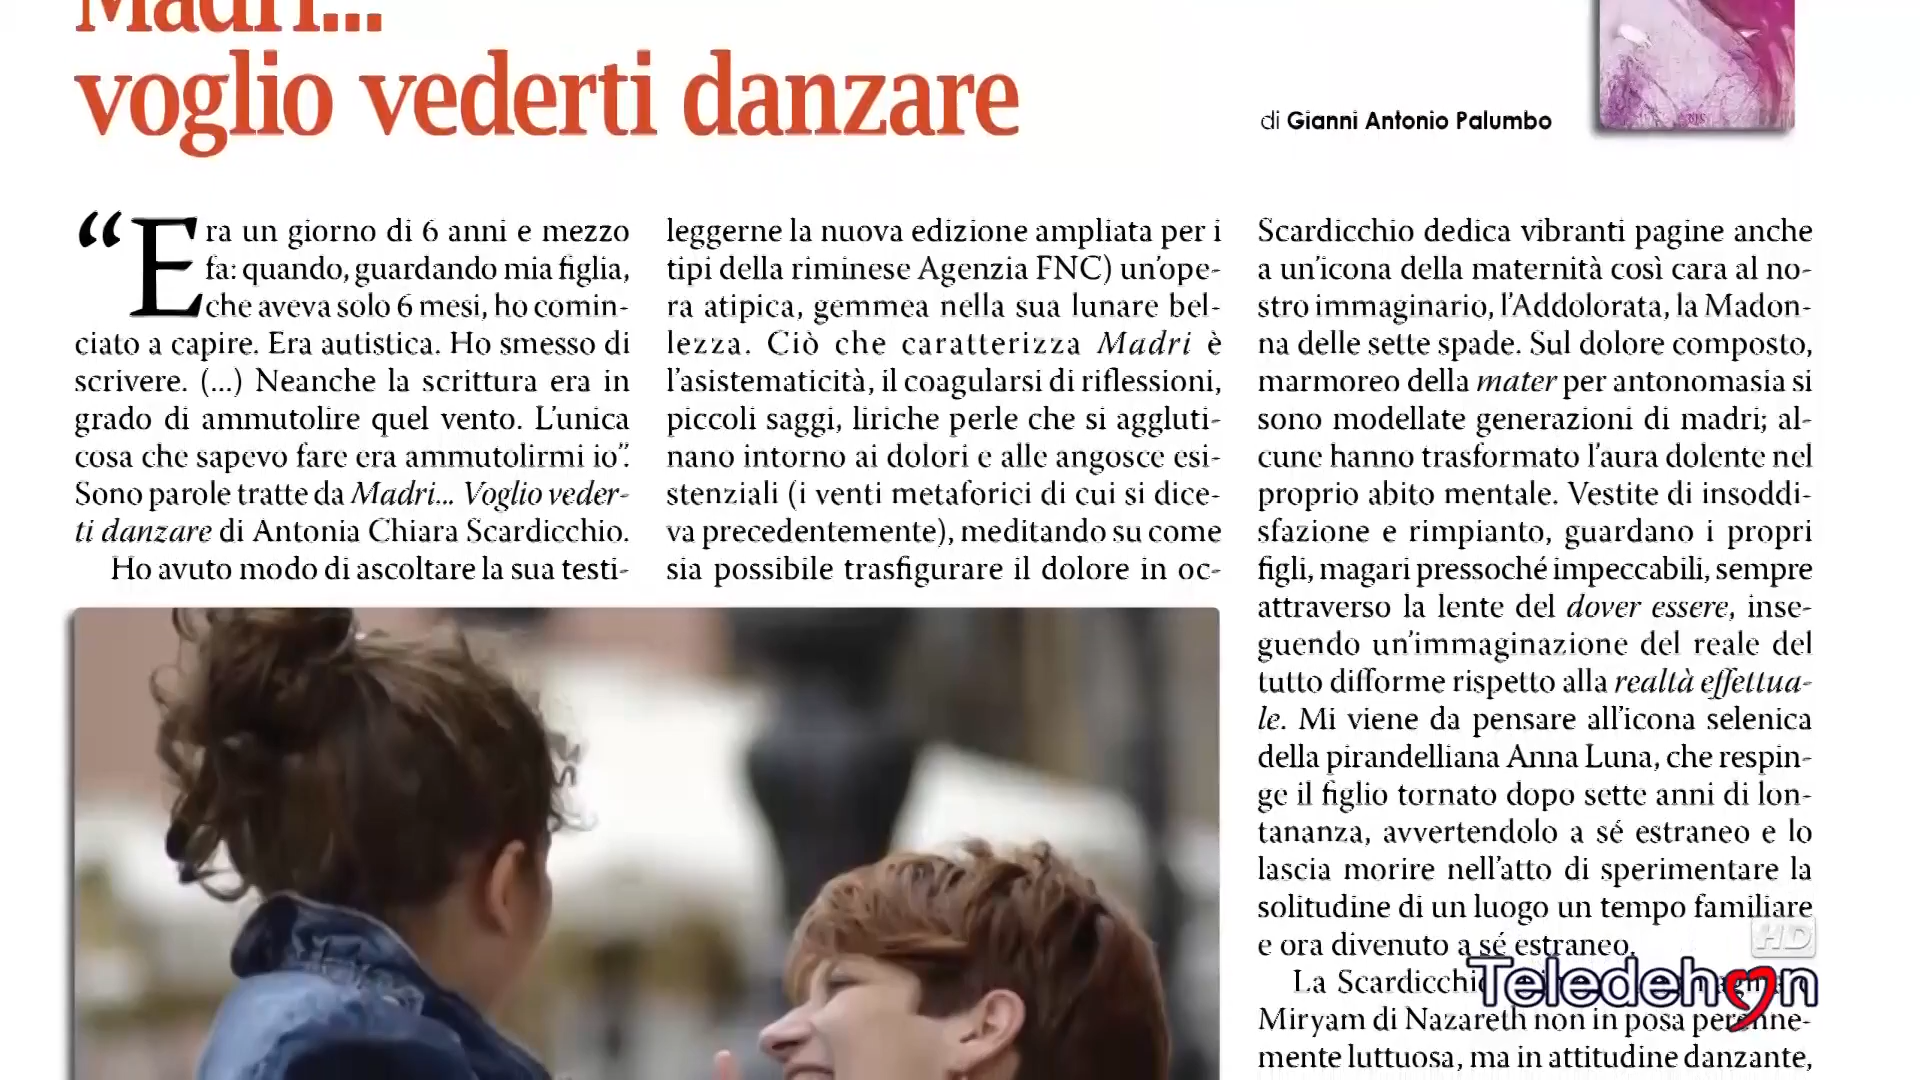 Madri...
voglio vederti danzare
di Gianni Antonio Palumbo
“Era un giorno di 6 anni e mezzo
fa: quando, guardando mia figlia,
che aveva solo 6 mesi, ho comin-
ciato a capire. Era autistica. Ho smesso di
scrivere. (...) Neanche la scrittura era in
grado di ammutolire quel vento. L’unica
cosa che sapevo fare era ammutolirmi io”.
Sono parole tratte da Madri... Voglio veder-
ti danzare di Antonia Chiara Scardicchio.
Ho avuto modo di ascoltare la sua testi-
leggerne la nuova edizione ampliata per i
tipi della riminese Agenzia FNC) un’ope-
ra atipica, gemmea nella sua lunare bel-
lezza. Ciò che caratterizza Madri è
l’asistematicità, il coagularsi di riflessioni,
piccoli saggi, liriche perle che si aggluti-
nano intorno ai dolori e alle angosce esi-
stenziali (i venti metaforici di cui si dice-
va precedentemente), meditando su come
sia possibile trasfigurare il dolore in oc-
Scardicchio dedica vibranti pagine anche
a un’icona della maternità così cara al no-
stro immaginario, l’Addolorata, la Madon-
na delle sette spade. Sul dolore composto,
marmoreo della mater per antonomasia si
sono modellate generazioni di madri; al-
cune hanno trasformato l’aura dolente nel
proprio abito mentale. Vestite di insoddi-
sfazione e rimpianto, guardano i propri
figli, magari pressoché impeccabili, sempre
attraverso la lente del dover essere, inse-
guendo un’immaginazione del reale del
tutto difforme rispetto alla realtà effettua-
le. Mi viene da pensare all’icona selenica
della pirandelliana Anna Luna, che respin-
ge il figlio tornato dopo sette anni di lon-
tananza, avvertendolo a sé estraneo e lo
lascia morire nell’atto di sperimentare la
solitudine di un luogo un tempo familiare
e ora divenuto a sé estraneo.
La Scardicchio
Miryam di Nazareth non in posa perenne-
mente luttuosa, ma in attitudine danzante,
HD
Teledehon